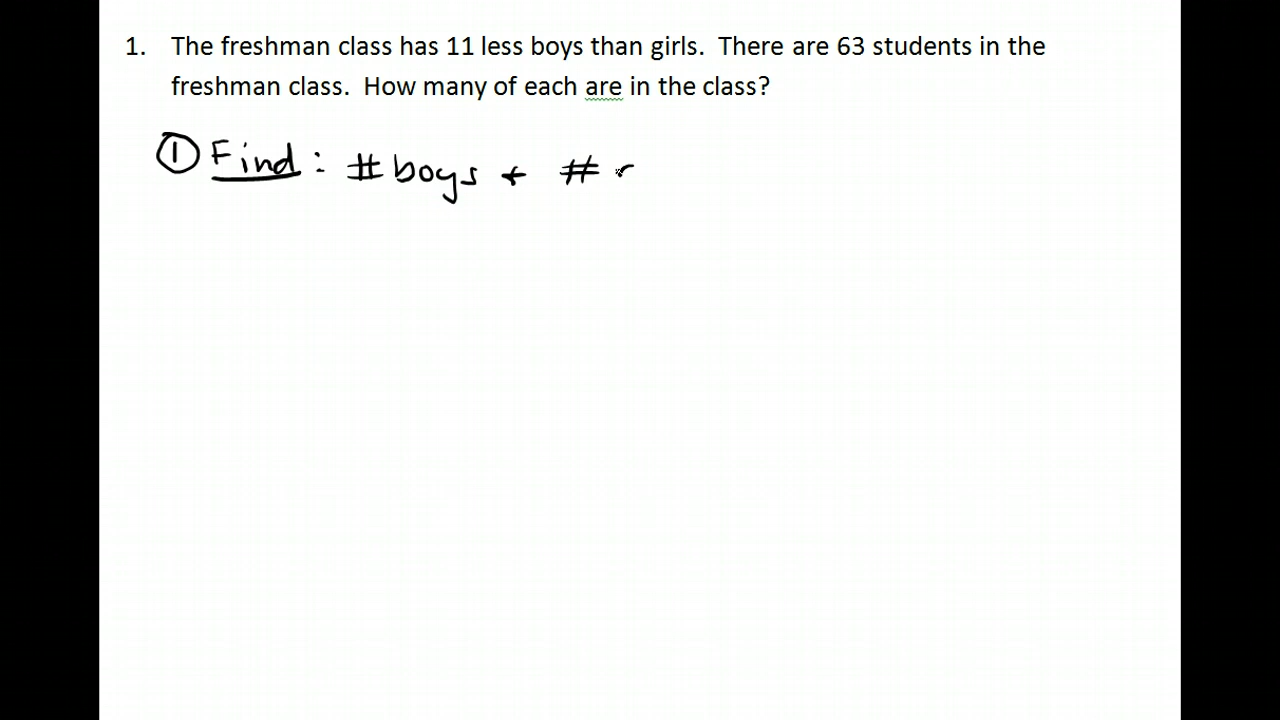 1. The freshman class has 11 less boys than girls. There are 63 students in the
freshman class. How many of each are in the class?
① Find: # boys + #